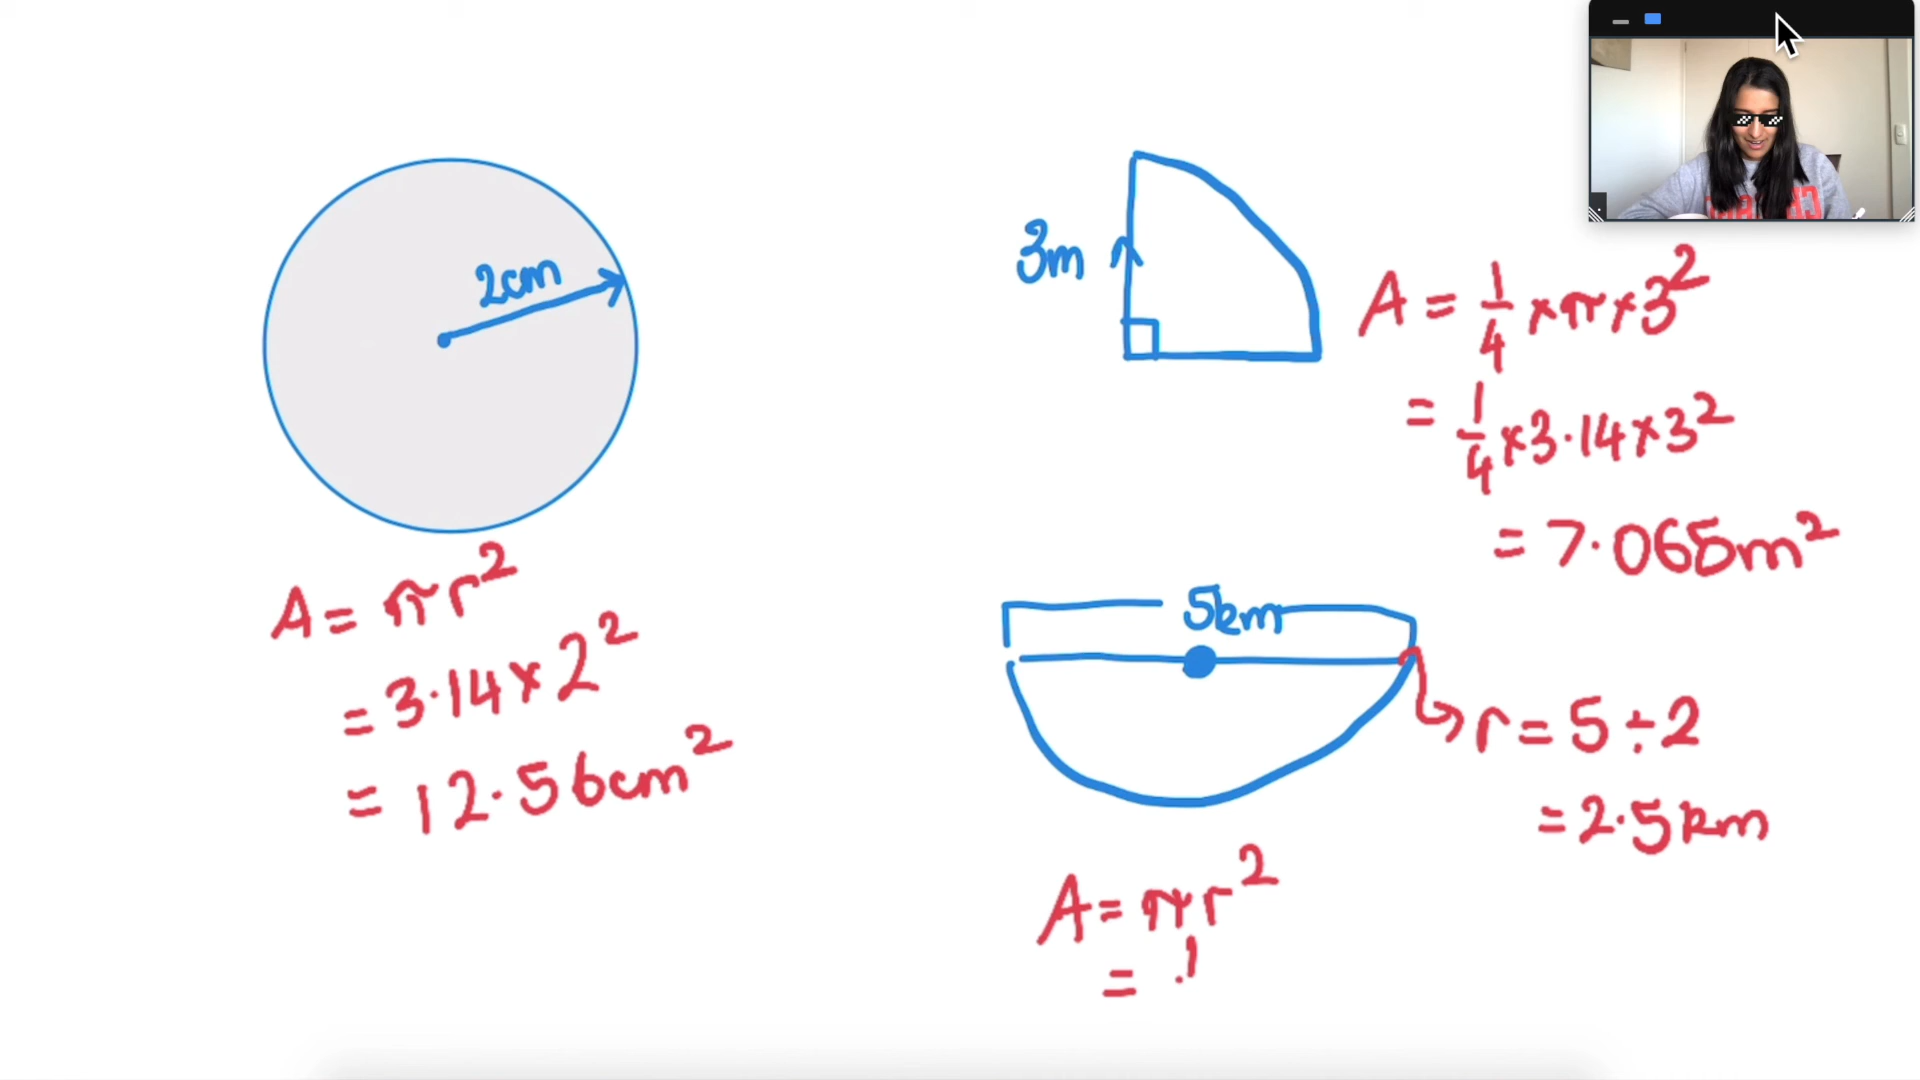 2cm
A = πr²
= 3.14 × 2²
= 12.56cm²
3m
A = 1/4 × π × 3²
= 1/4 × 3.14 × 3²
= 7.065m²
5km
r = 5 ÷ 2
= 2.5km
A = πr²
= .1